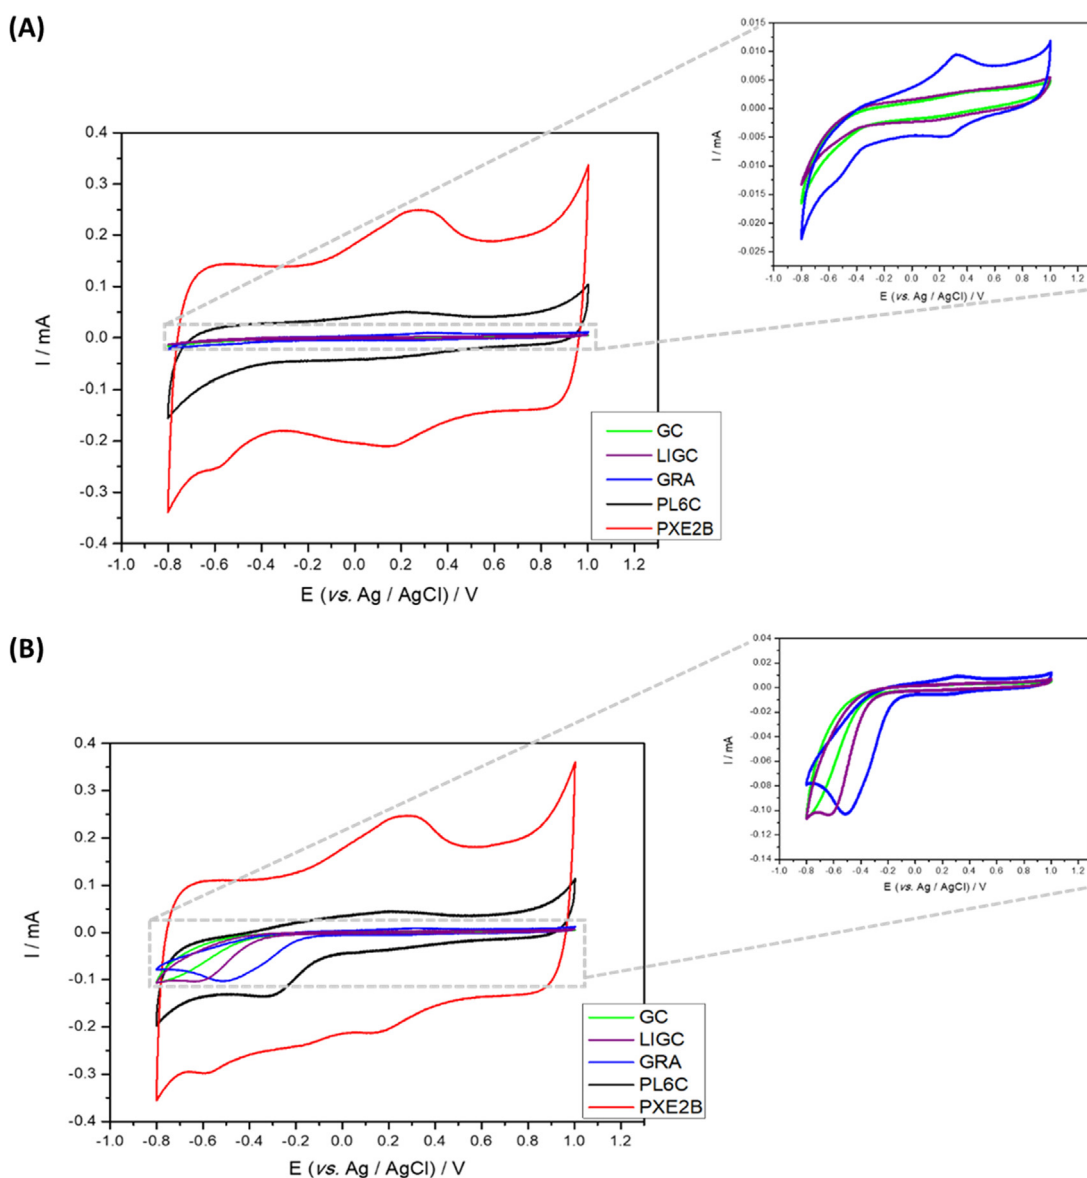 (A)
0.015
0.010
0.005
0.000
-0.005
-0.010
-0.015
-0.020
-0.025
I / mA
-1.0 -0.8 -0.6 -0.4 -0.2 0.0 0.2 0.4 0.6 0.8 1.0
E (vs. Ag / AgCl) / V
0.4
0.3
0.2
0.1
0.0
-0.1
-0.2
-0.3
-0.4
I / mA
GC
LIGC
GRA
PL6C
PXE2B
-1.0 -0.8 -0.6 -0.4 -0.2 0.0 0.2 0.4 0.6 0.8 1.0 1.2
E (vs. Ag / AgCl) / V
(B)
0.04
0.02
0.00
-0.02
-0.04
-0.06
-0.08
-0.10
-0.12
-0.14
I / mA
-1.0 -0.8 -0.6 -0.4 -0.2 0.0 0.2 0.4 0.6 0.8 1.0
E (vs. Ag / AgCl) / V
0.4
0.3
0.2
0.1
0.0
-0.1
-0.2
-0.3
-0.4
I / mA
GC
LIGC
GRA
PL6C
PXE2B
-1.0 -0.8 -0.6 -0.4 -0.2 0.0 0.2 0.4 0.6 0.8 1.0 1.2
E (vs. Ag / AgCl) / V